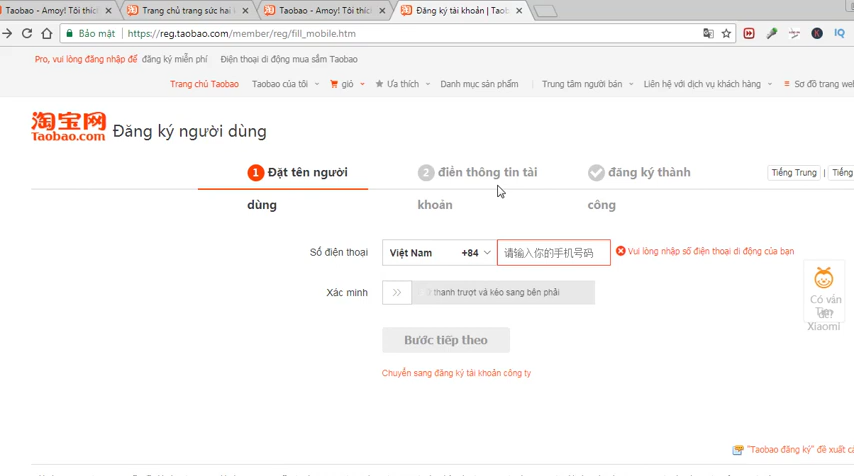 Taobao - Amoy! Tôi thích
Trang chủ trang sức hai
Taobao - Amoy! Tôi thích
Đăng ký tài khoản | Taob
Bảo mật
https://reg.taobao.com/member/reg/fill_mobile.htm
Pro, vui lòng đăng nhập để đăng ký miễn phí Điện thoại di động mua sắm Taobao
Trang chủ Taobao Taobao của tôi giỏ Ưa thích Danh mục sản phẩm Trung tâm người bán Liên hệ với dịch vụ khách hàng Sơ đồ trang web
淘宝网
Taobao.com
Đăng ký người dùng
1 Đặt tên người dùng
2 điền thông tin tài khoản
đăng ký thành công
Tiếng Trung | Tiếng
Số điện thoại Việt Nam +84 请输入你的手机号码 Vui lòng nhập số điện thoại di động của bạn
Xác minh thanh trượt và kéo sang bên phải
Bước tiếp theo
Chuyển sang đăng ký tài khoản công ty
Có vấn
đề?
Xiaomi
"Taobao đăng ký" đề xuất cả